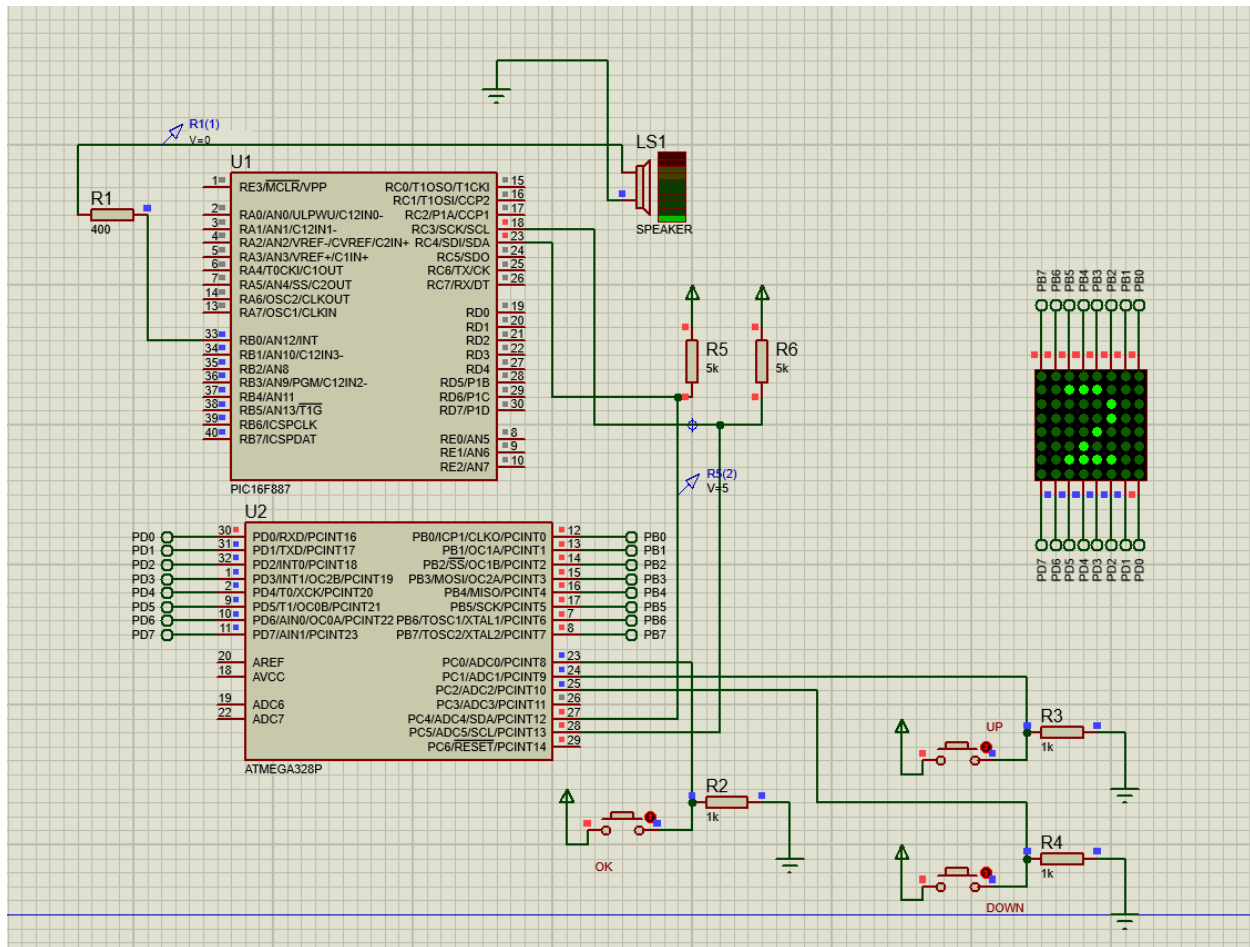 R1(1)
V=0
LS1
SPEAKER
R1
400
U1
1 RE3/MCLR/VPP
2 RA0/AN0/ULPWU/C12IN0-
3 RA1/AN1/C12IN1-
4 RA2/AN2/VREF-/CVREF/C2IN+
5 RA3/AN3/VREF+/C1IN+
6 RA4/T0CKI/C1OUT
7 RA5/AN4/SS/C2OUT
14 RA6/OSC2/CLKOUT
13 RA7/OSC1/CLKIN
33 RB0/AN12/INT
34 RB1/AN10/C12IN3-
35 RB2/AN8
36 RB3/AN9/PGM/C12IN2-
37 RB4/AN11
38 RB5/AN13/T1G
39 RB6/ICSPCLK
40 RB7/ICSPDAT
RC0/T1OSO/T1CKI 15
RC1/T1OSI/CCP2 16
RC2/P1A/CCP1 17
RC3/SCK/SCL 18
RC4/SDI/SDA 23
RC5/SDO 24
RC6/TX/CK 25
RC7/RX/DT 26
RD0 19
RD1 20
RD2 21
RD3 22
RD4 27
RD5/P1B 28
RD6/P1C 29
RD7/P1D 30
RE0/AN5 8
RE1/AN6 9
RE2/AN7 10
PIC16F887
R5
5k
R6
5k
R5(2)
V=5
PB7
PB6
PB5
PB4
PB3
PB2
PB1
PB0
PD7
PD6
PD5
PD4
PD3
PD2
PD1
PD0
U2
PD0 30 PD0/RXD/PCINT16
PD1 31 PD1/TXD/PCINT17
PD2 32 PD2/INT0/PCINT18
PD3 1 PD3/INT1/OC2B/PCINT19
PD4 2 PD4/T0/XCK/PCINT20
PD5 9 PD5/T1/OC0B/PCINT21
PD6 10 PD6/AIN0/OC0A/PCINT22
PD7 11 PD7/AIN1/PCINT23
20 AREF
18 AVCC
19 ADC6
22 ADC7
PB0/ICP1/CLKO/PCINT0 12 PB0
PB1/OC1A/PCINT1 13 PB1
PB2/SS/OC1B/PCINT2 14 PB2
PB3/MOSI/OC2A/PCINT3 15 PB3
PB4/MISO/PCINT4 16 PB4
PB5/SCK/PCINT5 17 PB5
PB6/TOSC1/XTAL1/PCINT6 7 PB6
PB7/TOSC2/XTAL2/PCINT7 8 PB7
PC0/ADC0/PCINT8 23
PC1/ADC1/PCINT9 24
PC2/ADC2/PCINT10 25
PC3/ADC3/PCINT11 26
PC4/ADC4/SDA/PCINT12 27
PC5/ADC5/SCL/PCINT13 28
PC6/RESET/PCINT14 29
ATMEGA328P
UP
R3
1k
R2
1k
OK
R4
1k
DOWN